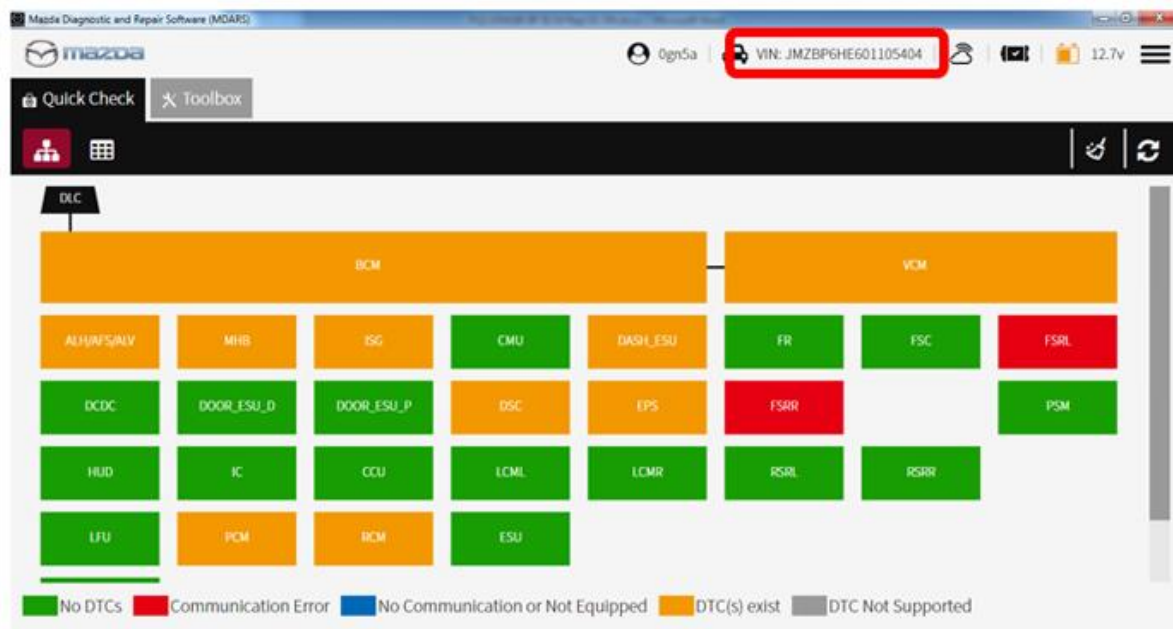 Mazda Diagnostic and Repair Software (MDARS)
mazda
0gn5a
VIN: JMZBP6HE601105404
12.7v
Quick Check
Toolbox
DLC
BCM VCM
ALH/AFS/ALV MHB ISG CMU DASH_ESU FR FSC FSRL
DCDC DOOR_ESU_D DOOR_ESU_P DSC EPS FSRR PSM
HUD IC CCU LCML LCMR RSRL RSRR
LFU PCM RCM ESU
No DTCs Communication Error No Communication or Not Equipped DTC(s) exist DTC Not Supported